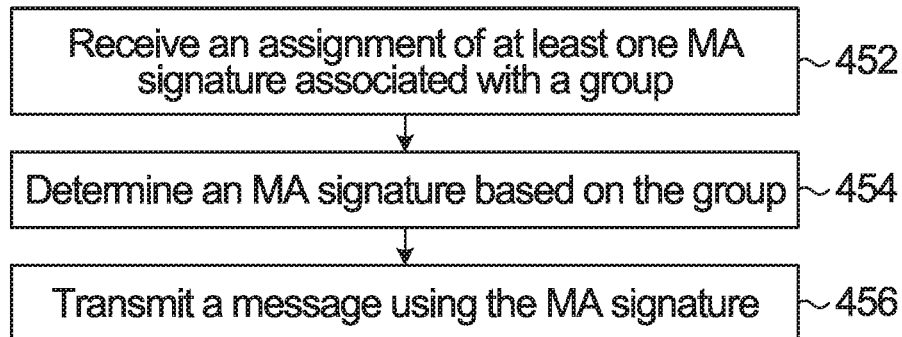 Receive an assignment of at least one MA
signature associated with a group
452
Determine an MA signature based on the group
454
Transmit a message using the MA signature
456